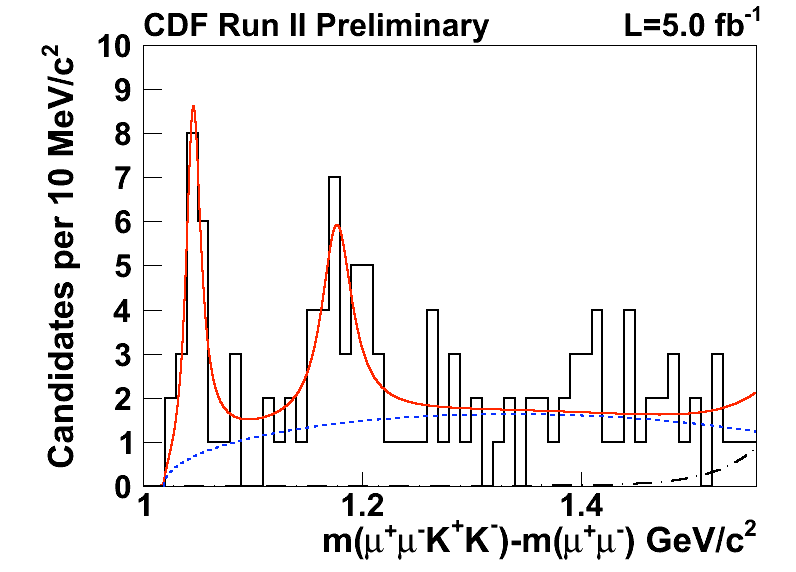 CDF Run II Preliminary L=5.0 fb⁻¹
Candidates per 10 MeV/c²
10
9
8
7
6
5
4
3
2
1
0
1 1.2 1.4
m(μ⁺μ⁻K⁺K⁻)-m(μ⁺μ⁻) GeV/c²